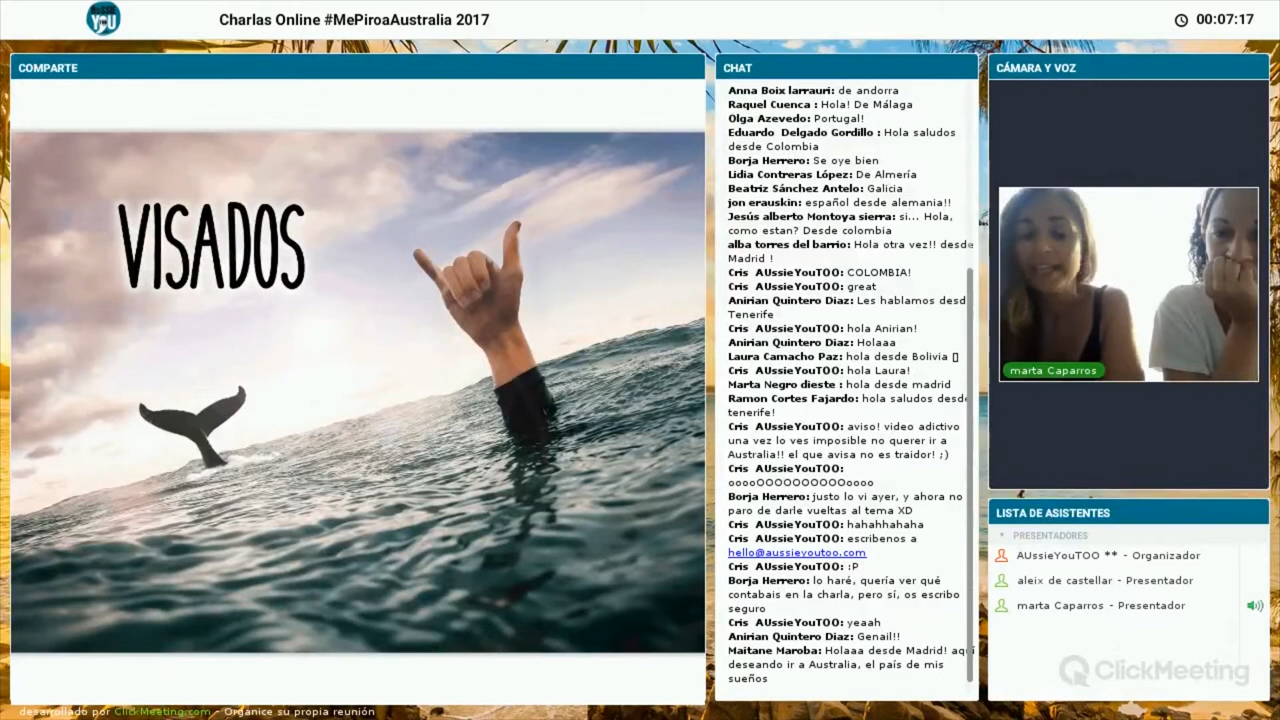 YOU
Charlas Online #MePiroaAustralia 2017
00:07:17
COMPARTE
VISADOS
CHAT
Anna Boix larrauri: de andorra
Raquel Cuenca : Hola! De Málaga
Olga Azevedo: Portugal!
Eduardo Delgado Gordillo : Hola saludos
desde Colombia
Borja Herrero: Se oye bien
Lidia Contreras López: De Almería
Beatriz Sánchez Antelo: Galicia
jon erauskin: español desde alemania!!
Jesús alberto Montoya sierra: si... Hola,
como estan? Desde colombia
alba torres del barrio: Hola otra vez!! desde
Madrid !
Cris AUssieYouTOO: COLOMBIA!
Cris AUssieYouTOO: great
Anirian Quintero Diaz: Les hablamos desd
Tenerife
Cris AUssieYouTOO: hola Anirian!
Anirian Quintero Diaz: Holaaa
Laura Camacho Paz: hola desde Bolivia
Cris AUssieYouTOO: hola Laura!
Marta Negro dieste : hola desde madrid
Ramon Cortes Fajardo: hola saludos desde
tenerife!
Cris AUssieYouTOO: aviso! video adictivo
una vez lo ves imposible no querer ir a
Australia!! el que avisa no es traidor! ;)
Cris AUssieYouTOO:
ooooOOOOOOOOOOoooo
Borja Herrero: justo lo vi ayer, y ahora no
paro de darle vueltas al tema XD
Cris AUssieYouTOO: hahahhahaha
Cris AUssieYouTOO: escribenos a
hello@aussieyoutoo.com
Cris AUssieYouTOO: :P
Borja Herrero: lo haré, quería ver qué
contabais en la charla, pero sí, os escribo
seguro
Cris AUssieYouTOO: yeaah
Anirian Quintero Diaz: Genail!!
Maitane Maroba: Holaaa desde Madrid! aquí
deseando ir a Australia, el país de mis
sueños
CÁMARA Y VOZ
marta Caparros
LISTA DE ASISTENTES
PRESENTADORES
AUssieYouTOO ** - Organizador
aleix de castellar - Presentador
marta Caparros - Presentador
ClickMeeting
desarrollado por ClickMeeting.com - Organice su propia reunión